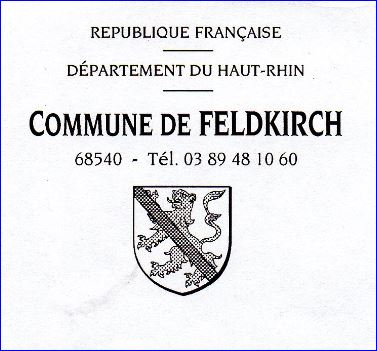 REPUBLIQUE FRANÇAISE
DÉPARTEMENT DU HAUT-RHIN
COMMUNE DE FELDKIRCH
68540 - Tél. 03 89 48 10 60